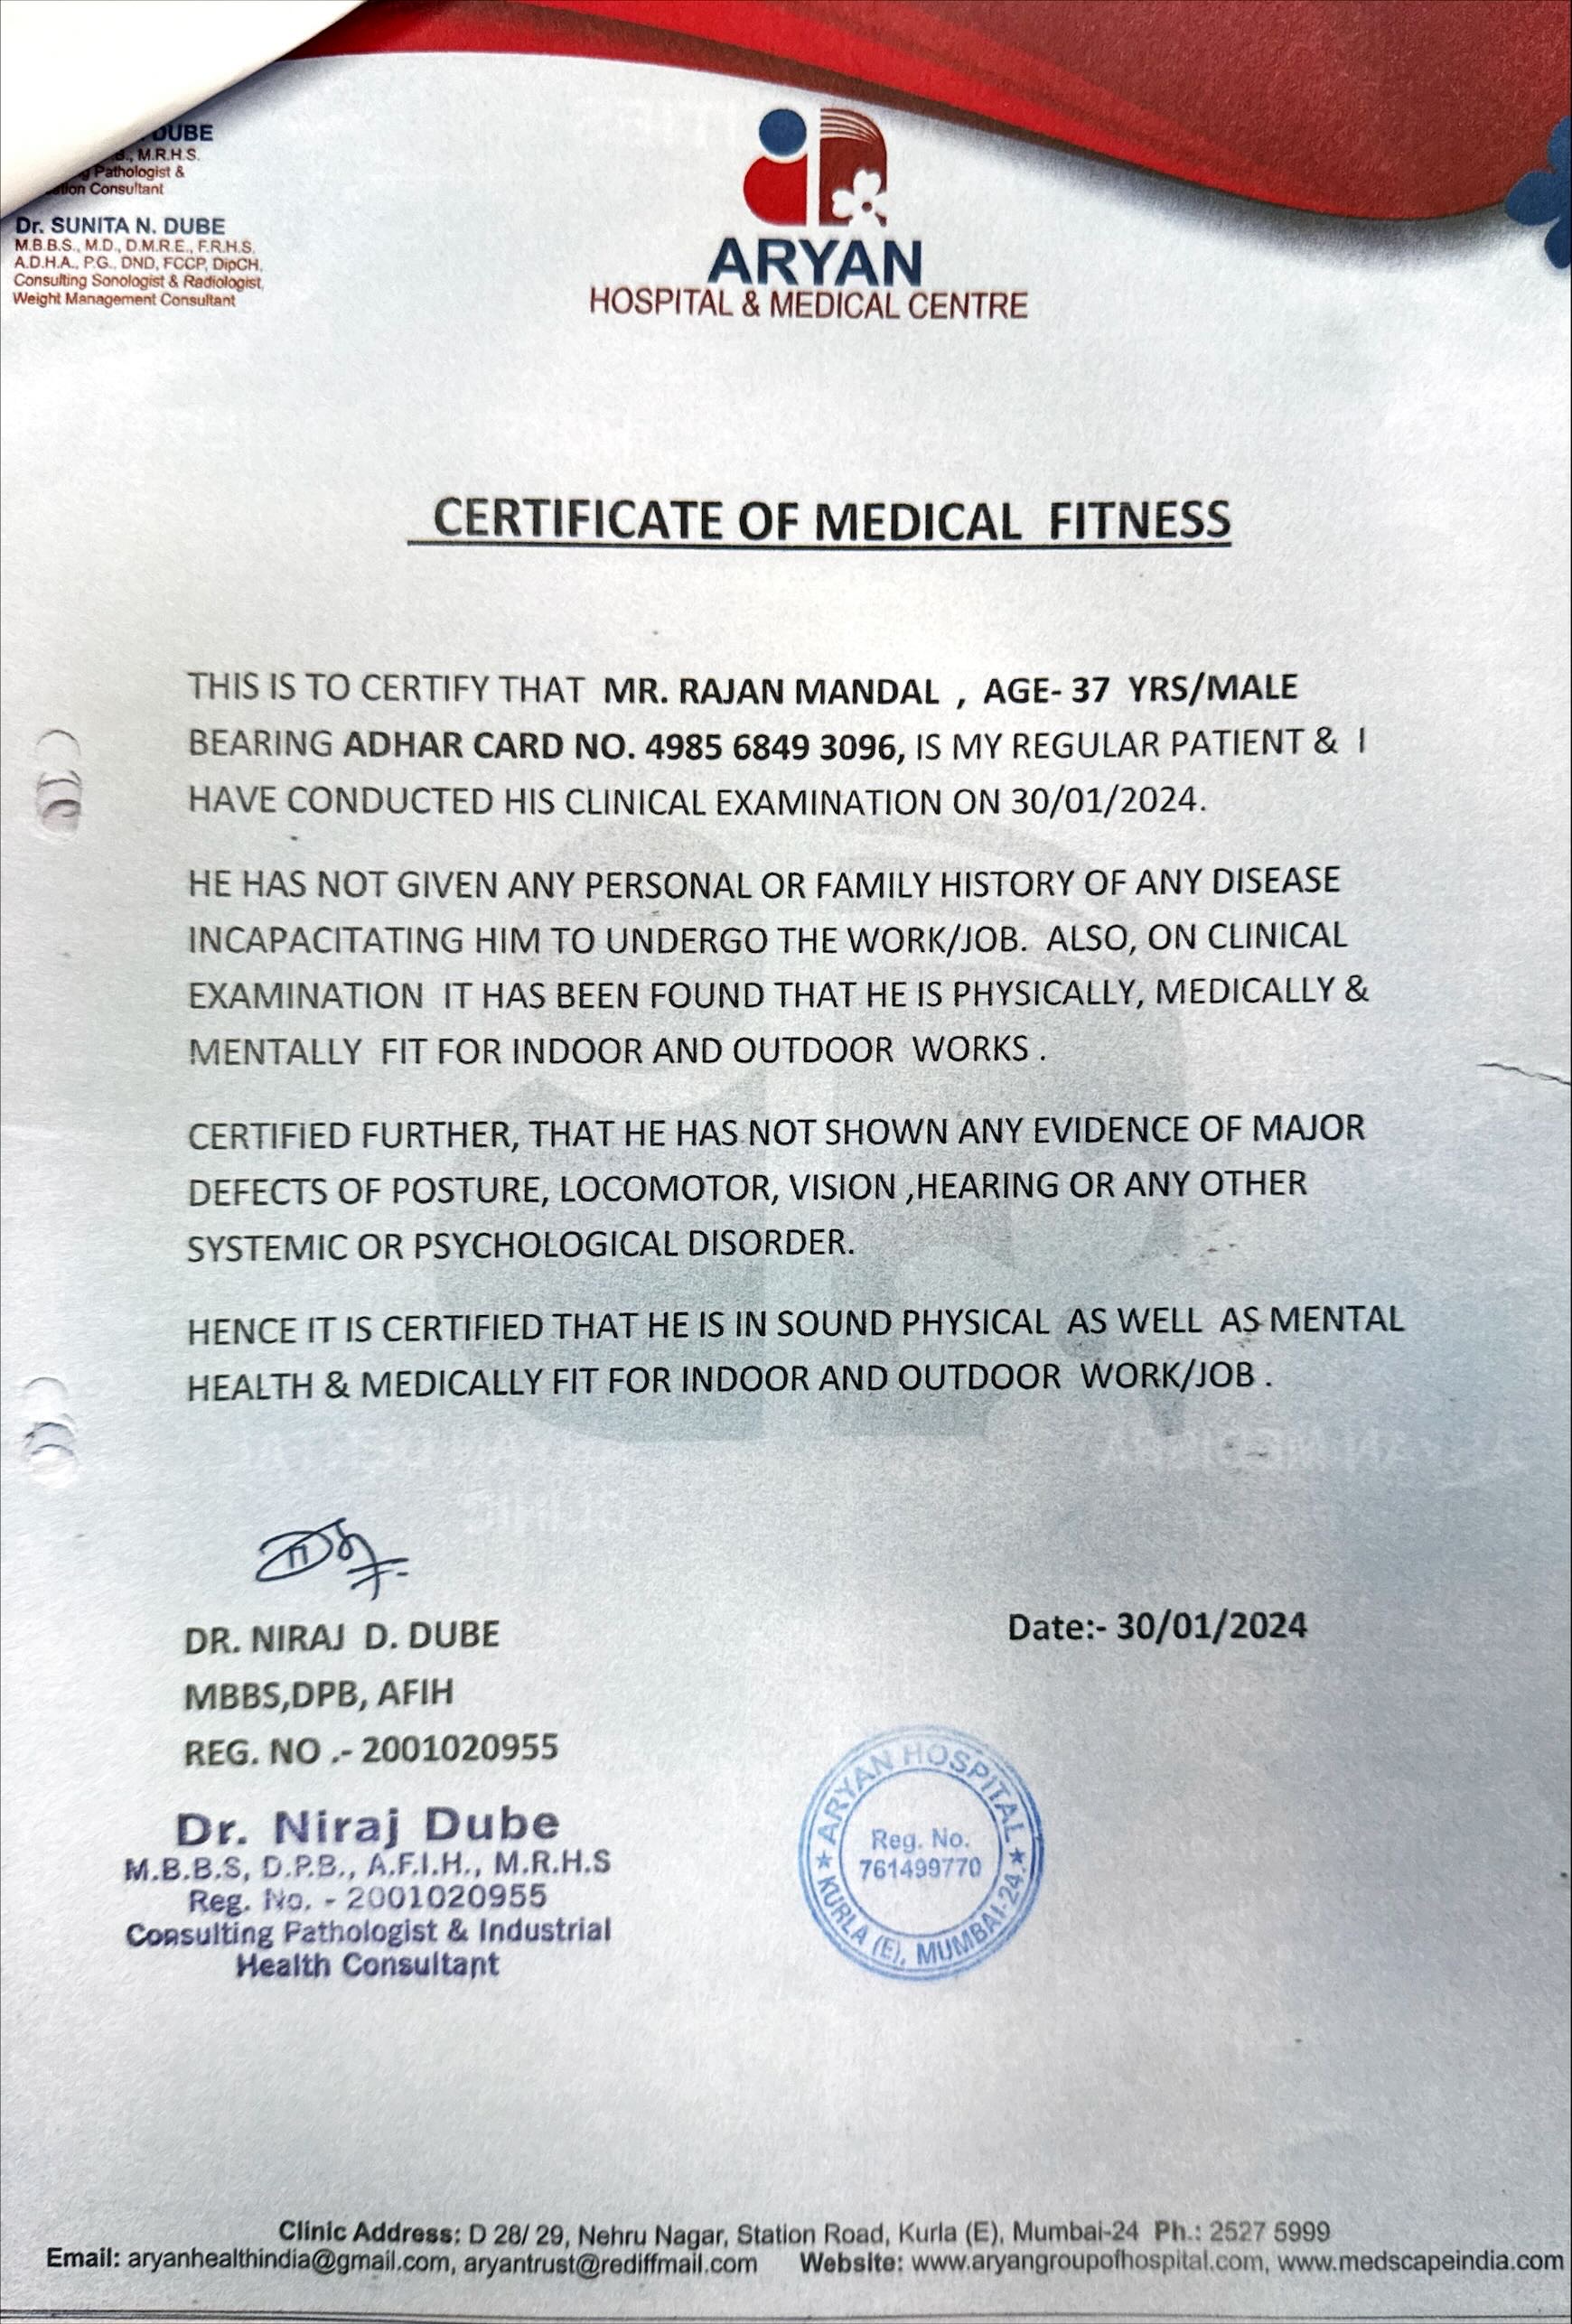 DUBE
M.R.H.S.
Pathologist &
Consultant
Dr. SUNITA N. DUBE
M.B.B.S., M.D., D.M.R.E., F.R.H.S.
A.D.H.A., P.G., DND, FCCP, DipCH,
Consulting Sonologist & Radiologist,
Weight Management Consultant
ARYAN
HOSPITAL & MEDICAL CENTRE
CERTIFICATE OF MEDICAL FITNESS
THIS IS TO CERTIFY THAT MR. RAJAN MANDAL , AGE- 37 YRS/MALE
BEARING ADHAR CARD NO. 4985 6849 3096, IS MY REGULAR PATIENT & I
HAVE CONDUCTED HIS CLINICAL EXAMINATION ON 30/01/2024.
HE HAS NOT GIVEN ANY PERSONAL OR FAMILY HISTORY OF ANY DISEASE
INCAPACITATING HIM TO UNDERGO THE WORK/JOB. ALSO, ON CLINICAL
EXAMINATION IT HAS BEEN FOUND THAT HE IS PHYSICALLY, MEDICALLY &
MENTALLY FIT FOR INDOOR AND OUTDOOR WORKS .
CERTIFIED FURTHER, THAT HE HAS NOT SHOWN ANY EVIDENCE OF MAJOR
DEFECTS OF POSTURE, LOCOMOTOR, VISION ,HEARING OR ANY OTHER
SYSTEMIC OR PSYCHOLOGICAL DISORDER.
HENCE IT IS CERTIFIED THAT HE IS IN SOUND PHYSICAL AS WELL AS MENTAL
HEALTH & MEDICALLY FIT FOR INDOOR AND OUTDOOR WORK/JOB .
DR. NIRAJ D. DUBE
MBBS,DPB, AFIH
REG. NO .- 2001020955
Date:- 30/01/2024
Dr. Niraj Dube
M.B.B.S, D.P.B., A.F.I.H., M.R.H.S
Reg. No. - 2001020955
Consulting Pathologist & Industrial
Health Consultant
ARYAN HOSPITAL
Reg. No.
761499770
KURLA (E), MUMBAI-24.
Clinic Address: D 28/ 29, Nehru Nagar, Station Road, Kurla (E), Mumbai-24 Ph.: 2527 5999
Email: aryanhealthindia@gmail.com, aryantrust@rediffmail.com Website: www.aryangroupofhospital.com, www.medscapeindia.com